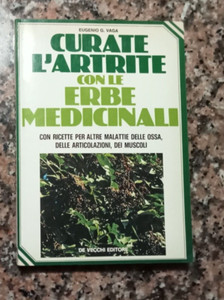 EUGENIO G. VAGA
CURATE
L'ARTRITE
CON LE
ERBE
MEDICINALI
CON RICETTE PER ALTRE MALATTIE DELLE OSSA,
DELLE ARTICOLAZIONI, DEI MUSCOLI
DE VECCHI EDITORE